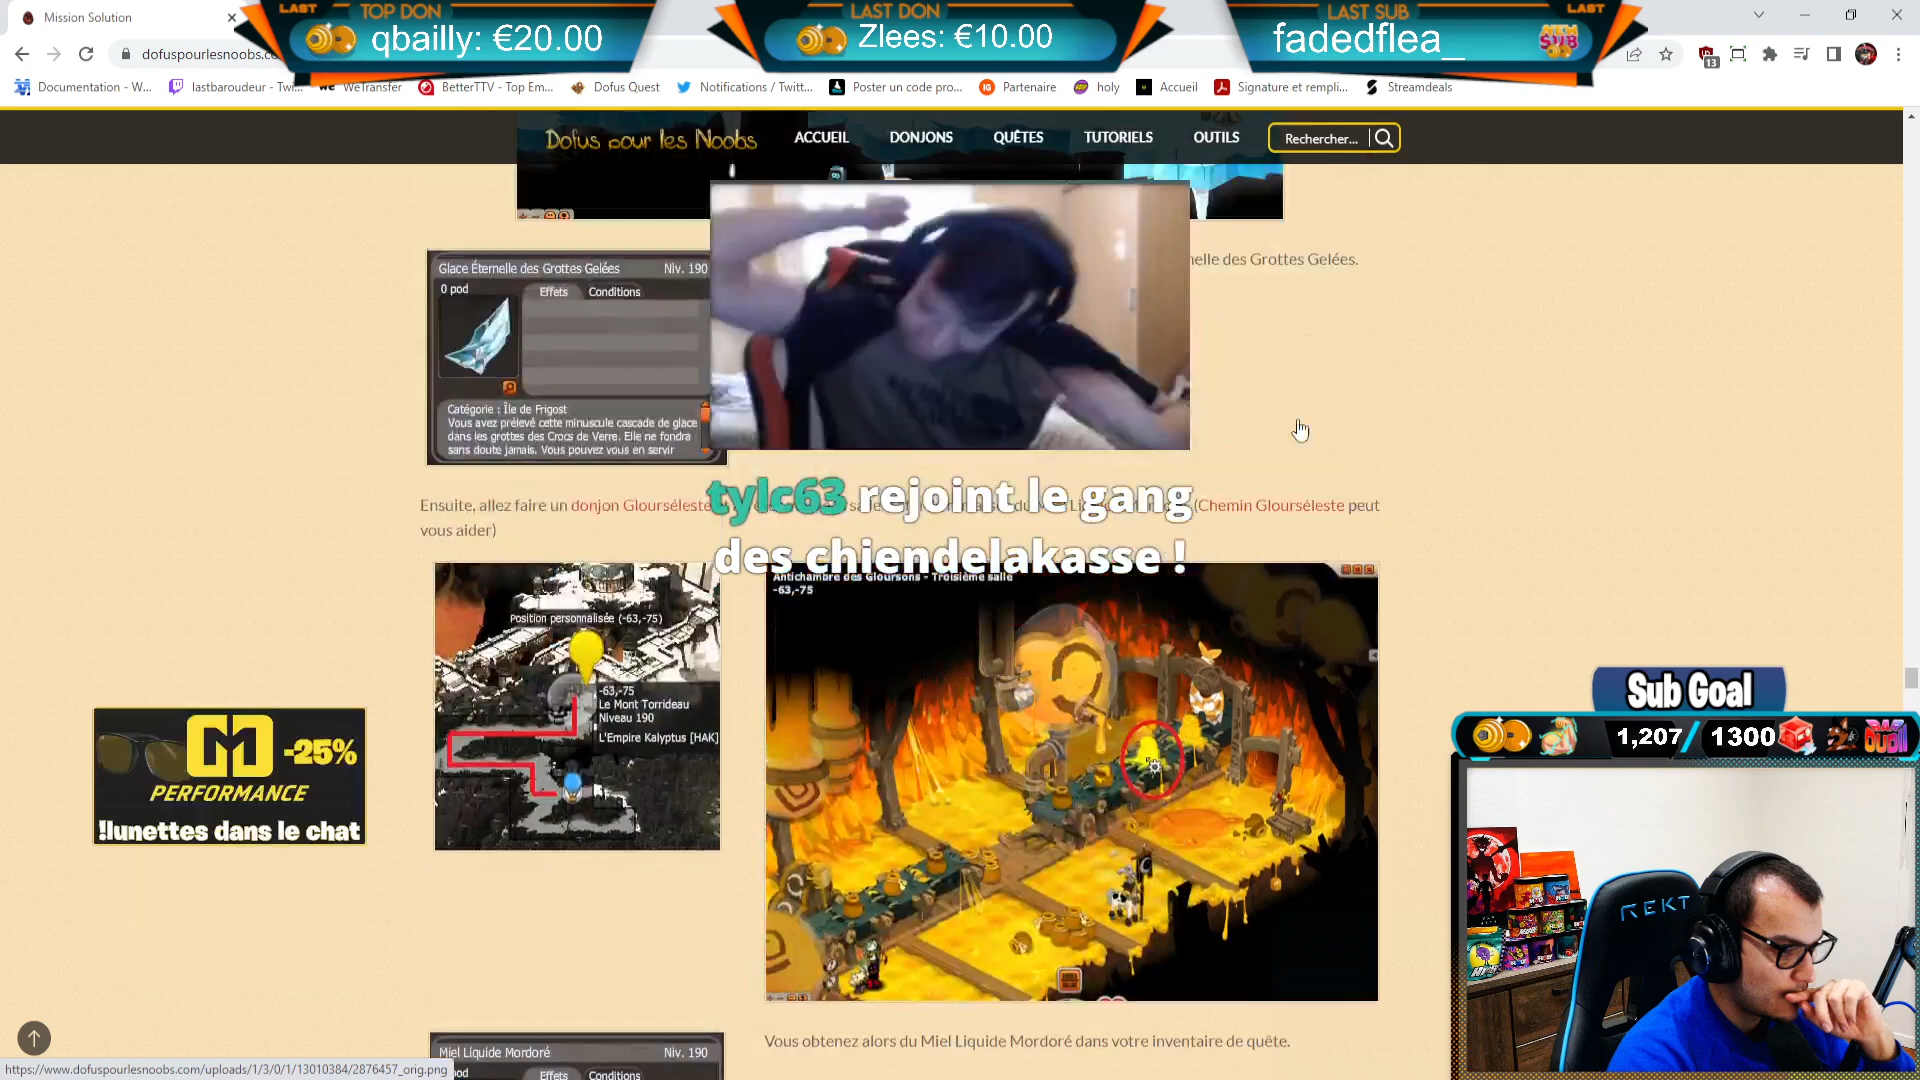 Mission Solution
LAST
TOP DON
qbailly: €20.00
LAST DON
Zlees: €10.00
LAST SUB
LAST
fadedflea_
NEW SUB
dofuspourlesnoobs.co
13
Documentation - W...
lastbaroudeur - Twi...
WeTransfer
BetterTTV - Top Em...
Dofus Quest
Notifications / Twitt...
Poster un code pro...
Partenaire
holy
Accueil
Signature et rempli...
Streamdeals
Dofus pour les Noobs
ACCUEIL
DONJONS
QUÊTES
TUTORIELS
OUTILS
Rechercher...
Glace Éternelle des Grottes Gelées
Niv. 190
0 pod
Effets
Conditions
Catégorie : Île de Frigost
Vous avez prélevé cette minuscule cascade de glace
dans les grottes des Crocs de Verre. Elle ne fondra
sans doute jamais. Vous pouvez vous en servir
nelle des Grottes Gelées.
tylc63 rejoint le gang
des chiendelakasse !
Ensuite, allez faire un donjon Glourséleste
(Chemin Glourséleste peut
vous aider)
Position personnalisée (-63,-75)
-63,-75
Le Mont Torrideau
Niveau 190
L'Empire Kalyptus [HAK]
Antichambre des Gloursons - Troisième salle
-63,-75
-25%
PERFORMANCE
!lunettes dans le chat
Sub Goal
1,207/ 1300
REKT
Miel Liquide Mordoré
Niv. 190
pod
Effets
Conditions
Vous obtenez alors du Miel Liquide Mordoré dans votre inventaire de quête.
https://www.dofuspourlesnoobs.com/uploads/1/3/0/1/13010384/2876457_orig.png